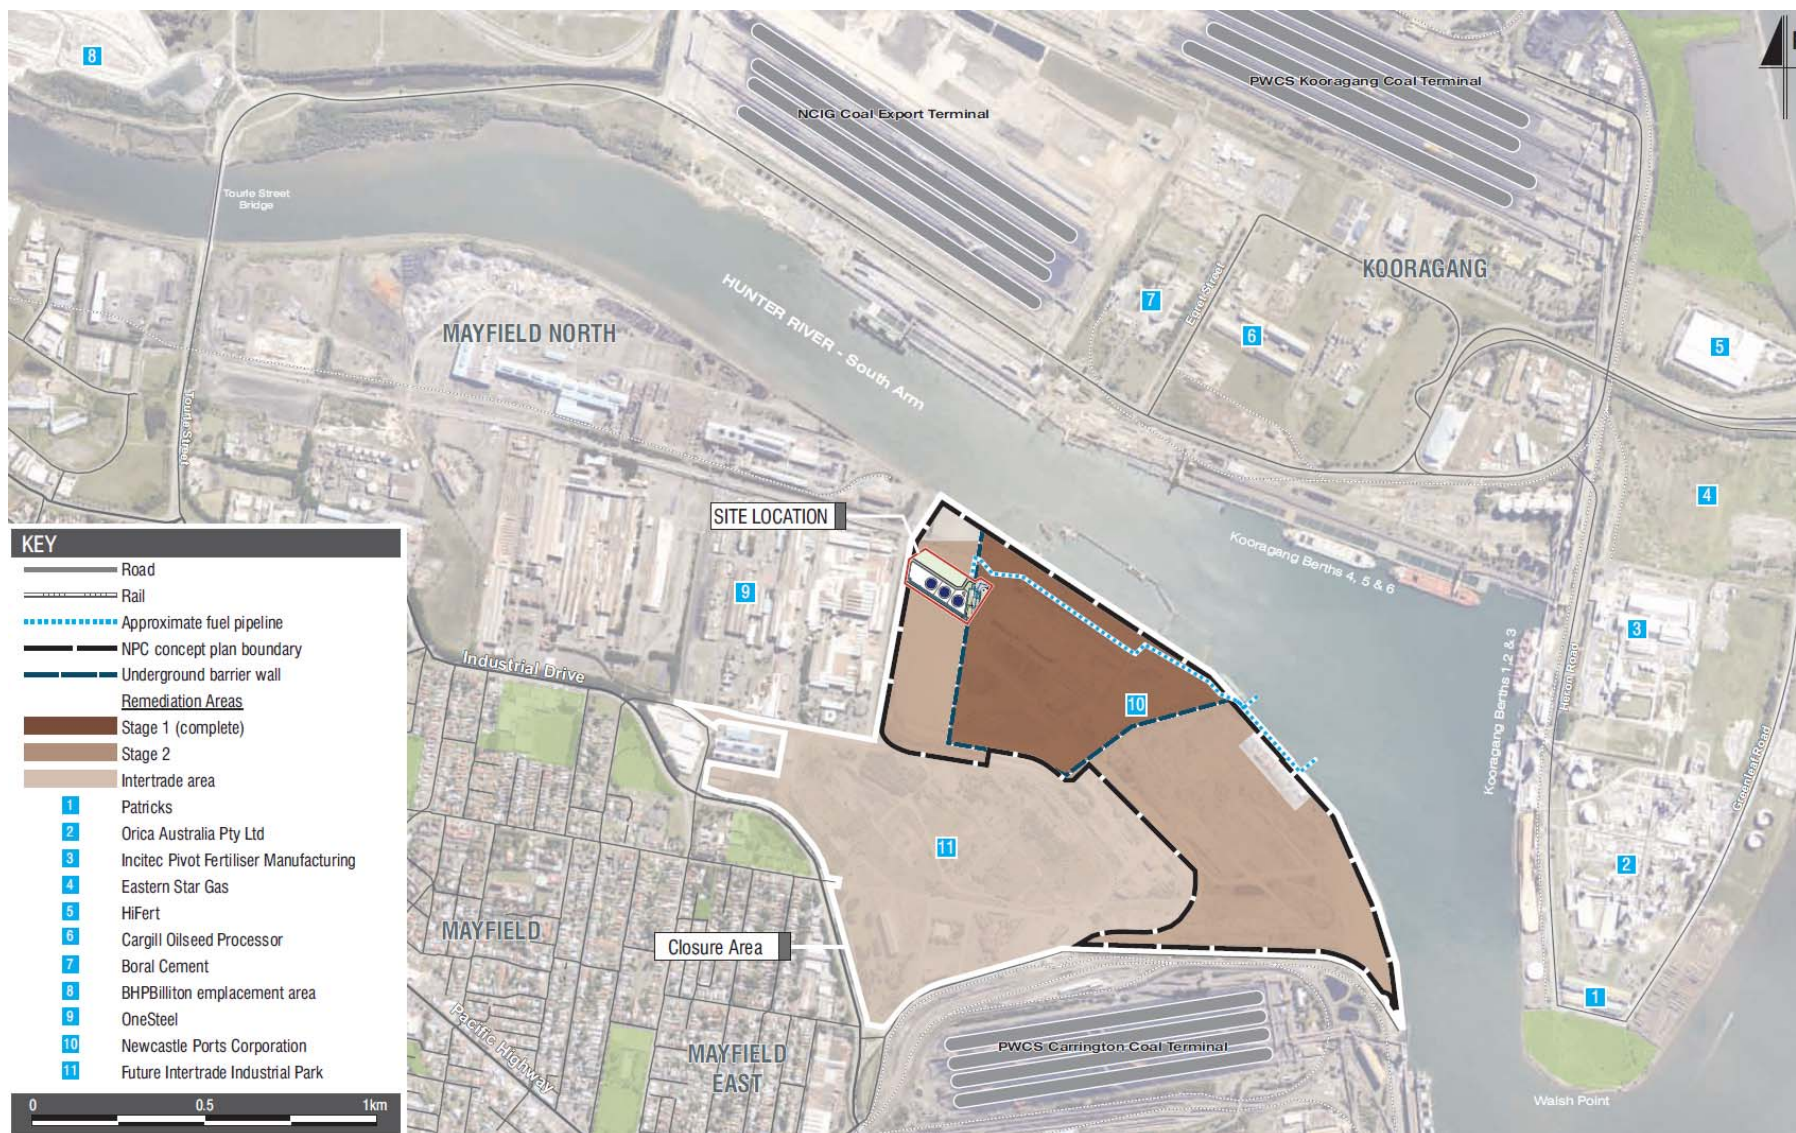 8
NCIG Coal Export Terminal
PWCS Kooragang Coal Terminal
Tourle Street
Bridge
HUNTER RIVER - South Arm
KOORAGANG
7
Egret Street
6
5
MAYFIELD NORTH
Tourle Street
4
SITE LOCATION
Kooragang Berths 4, 5 & 6
9
3
Industrial Drive
Kooragang Berths 1,2 & 3
Heron Road
10
Greenleaf Road
11
2
MAYFIELD
Closure Area
1
Pacific Highway
MAYFIELD
EAST
PWCS Carrington Coal Terminal
Walsh Point
KEY
Road
Rail
Approximate fuel pipeline
NPC concept plan boundary
Underground barrier wall
Remediation Areas
Stage 1 (complete)
Stage 2
Intertrade area
1 Patricks
2 Orica Australia Pty Ltd
3 Incitec Pivot Fertiliser Manufacturing
4 Eastern Star Gas
5 HiFert
6 Cargill Oilseed Processor
7 Boral Cement
8 BHPBilliton emplacement area
9 OneSteel
10 Newcastle Ports Corporation
11 Future Intertrade Industrial Park
0 0.5 1km